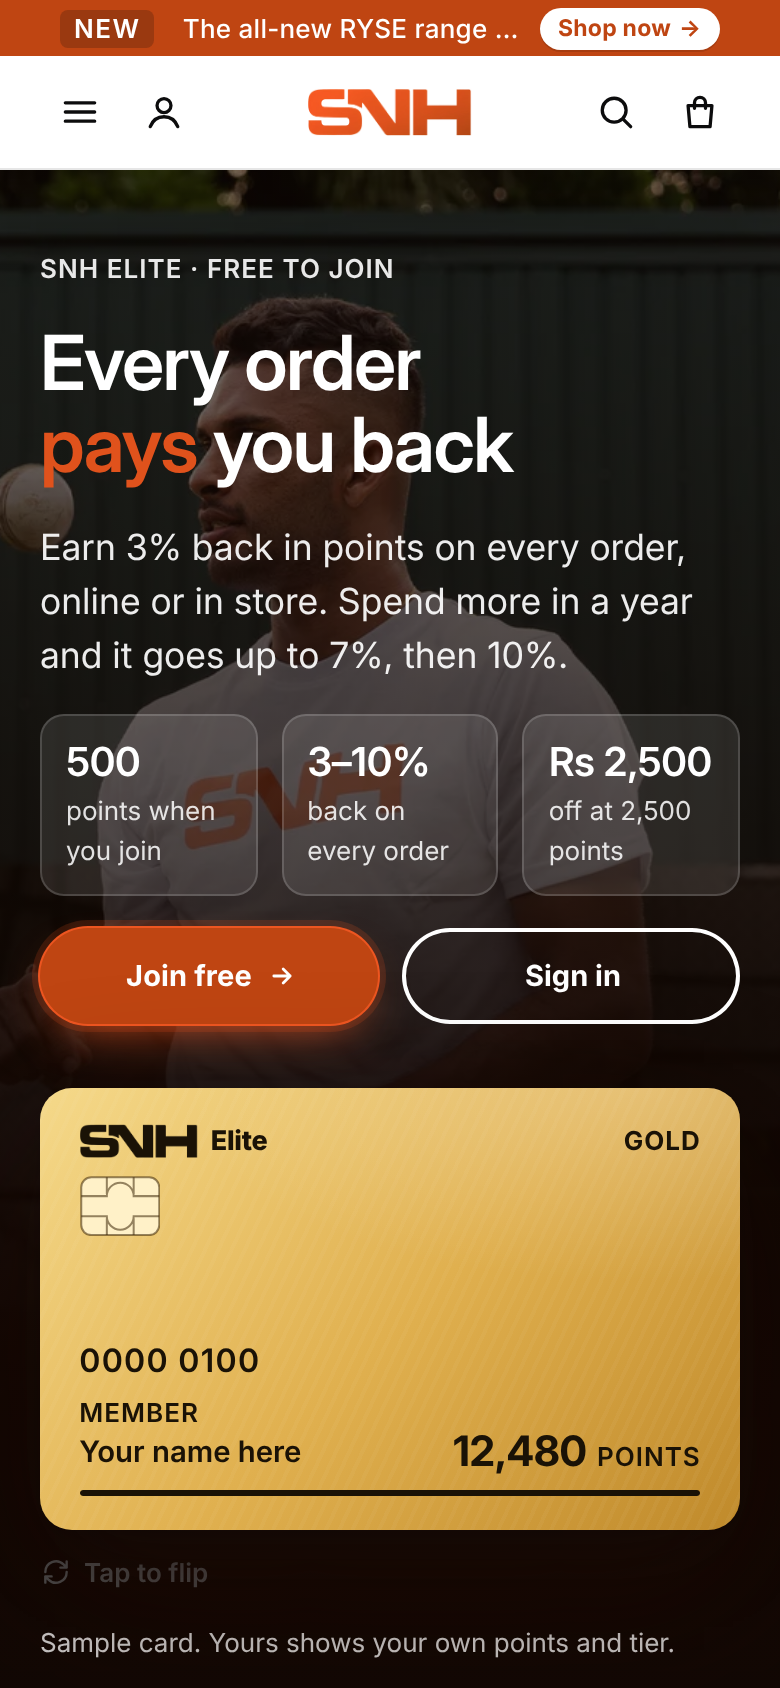 NEW The all-new RYSE range ... Shop now →
SNH
SNH ELITE · FREE TO JOIN
Every order
pays you back
Earn 3% back in points on every order,
online or in store. Spend more in a year
and it goes up to 7%, then 10%.
500
points when
you join
3–10%
back on
every order
Rs 2,500
off at 2,500
points
SNH
Join free →
Sign in
SNH Elite
GOLD
0000 0100
MEMBER
Your name here
12,480 POINTS
Tap to flip
Sample card. Yours shows your own points and tier.